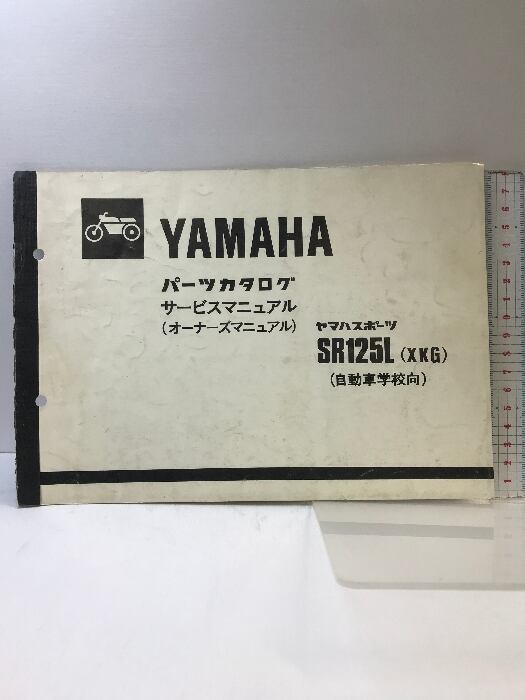 YAMAHA
パーツカタログ
サービスマニュアル
(オーナーズマニュアル)
ヤマハスポーツ
SR125L (XKG)
(自動車学校向)